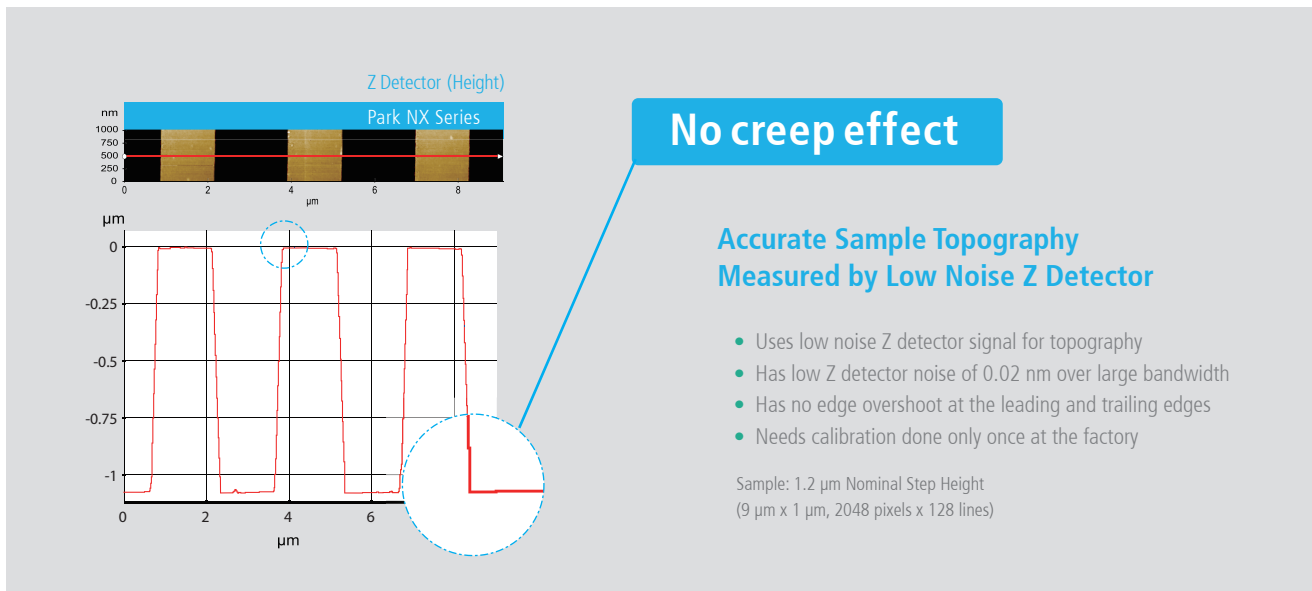 Z Detector (Height)
Park NX Series
nm
1000
750
500
250
0
0 2 4 6 8
µm
µm
0
-0.25
-0.5
-0.75
-1
0 2 4 6
µm
No creep effect
Accurate Sample Topography
Measured by Low Noise Z Detector
• Uses low noise Z detector signal for topography
• Has low Z detector noise of 0.02 nm over large bandwidth
• Has no edge overshoot at the leading and trailing edges
• Needs calibration done only once at the factory
Sample: 1.2 µm Nominal Step Height
(9 µm x 1 µm, 2048 pixels x 128 lines)